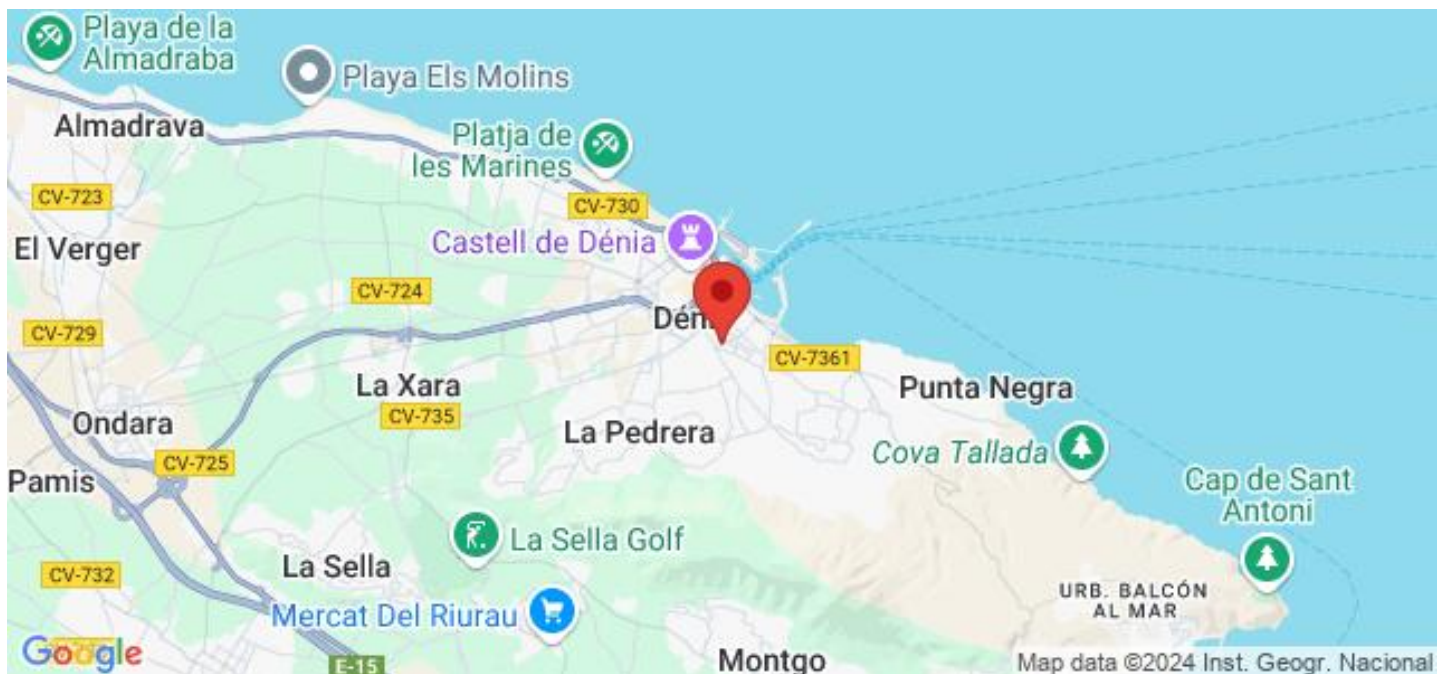 Playa de la
Almadraba
Playa Els Molins
Almadrava
Platja de
les Marines
CV-723
CV-730
El Verger
Castell de Dénia
CV-724
CV-729
CV-7361
La Xara
Punta Negra
CV-735
Ondara
La Pedrera
Cova Tallada
CV-725
Pamis
Cap de Sant
Antoni
La Sella Golf
La Sella
CV-732
URB. BALCÓN
AL MAR
Mercat Del Riurau
Google
E-15
Montgo
Map data ©2024 Inst. Geogr. Nacional